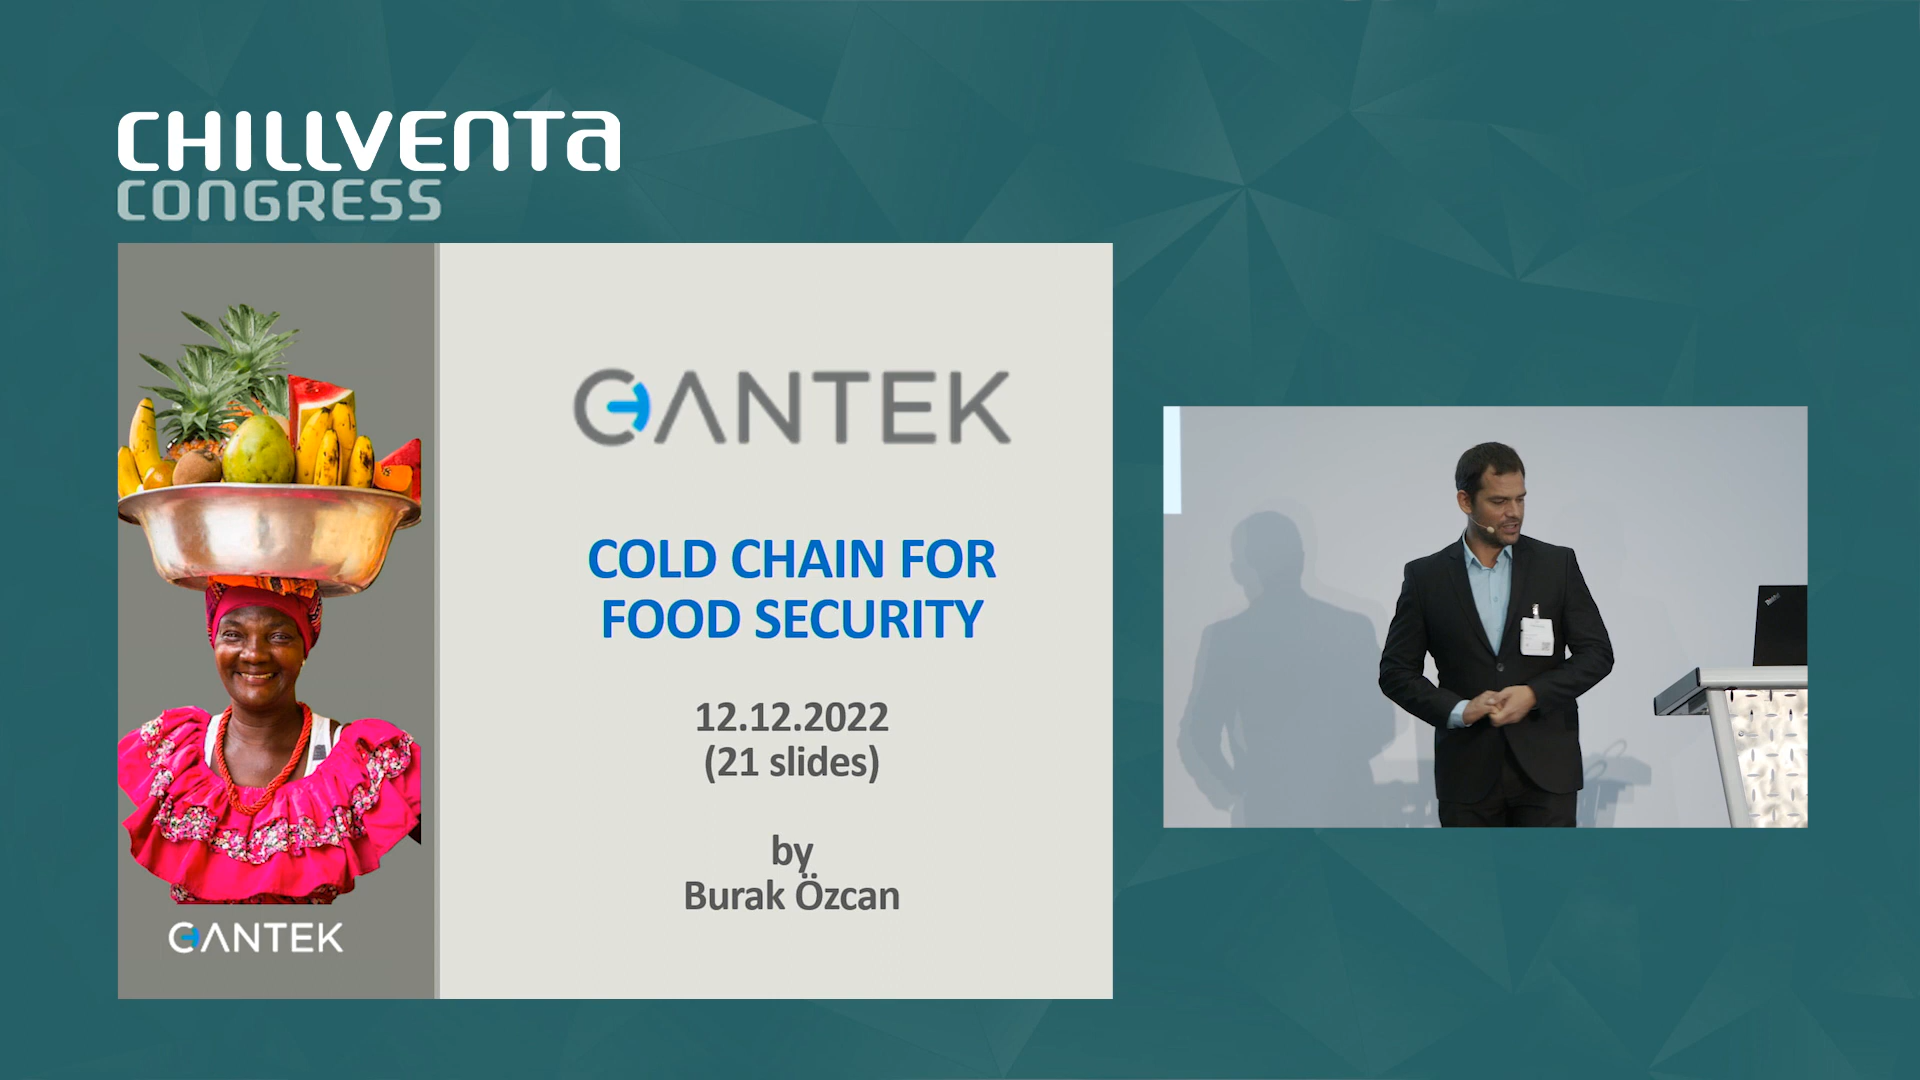 CHILLVENTA
CONGRESS
CANTEK
COLD CHAIN FOR
FOOD SECURITY
12.12.2022
(21 slides)
by
Burak Özcan
CANTEK